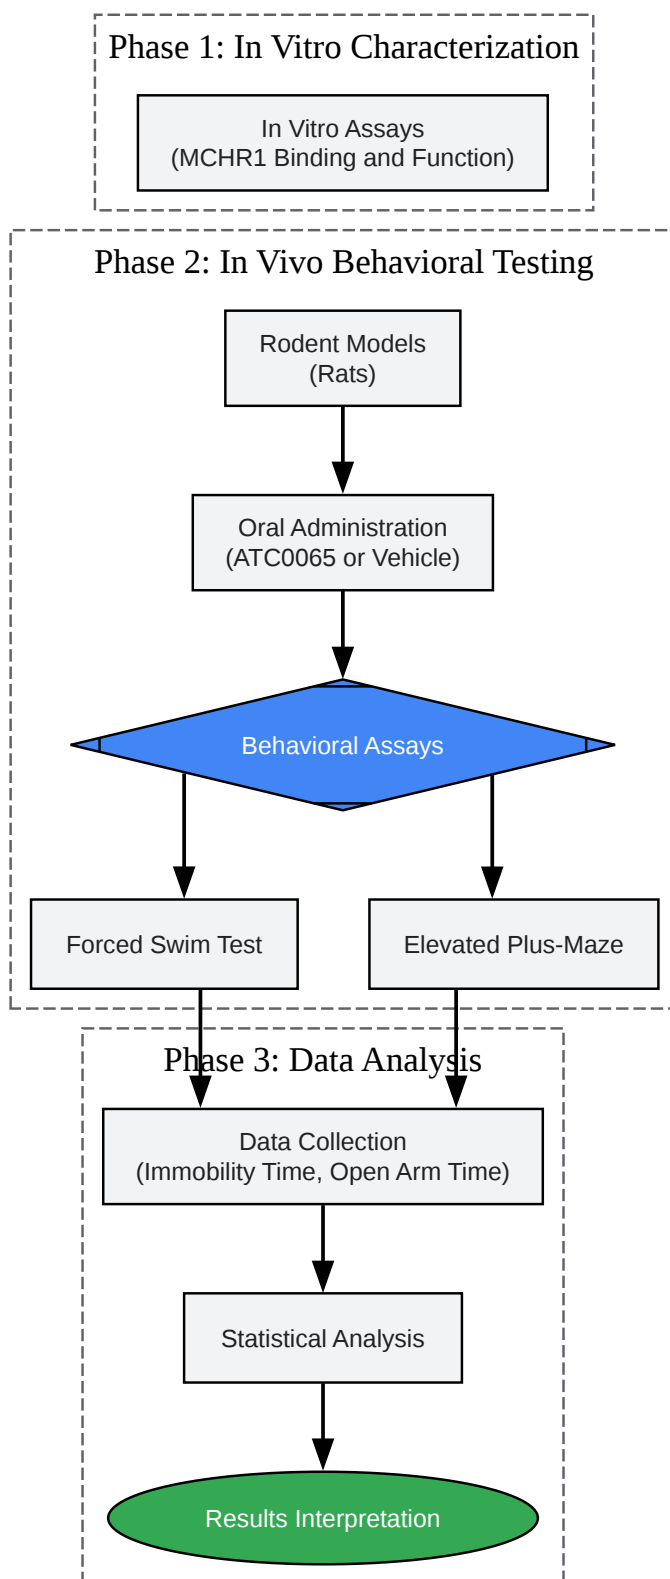 Phase 1: In Vitro Characterization
In Vitro Assays
(MCHR1 Binding and Function)
Phase 2: In Vivo Behavioral Testing
Rodent Models
(Rats)
Oral Administration
(ATC0065 or Vehicle)
Behavioral Assays
Forced Swim Test
Elevated Plus-Maze
Phase 3: Data Analysis
Data Collection
(Immobility Time, Open Arm Time)
Statistical Analysis
Results Interpretation